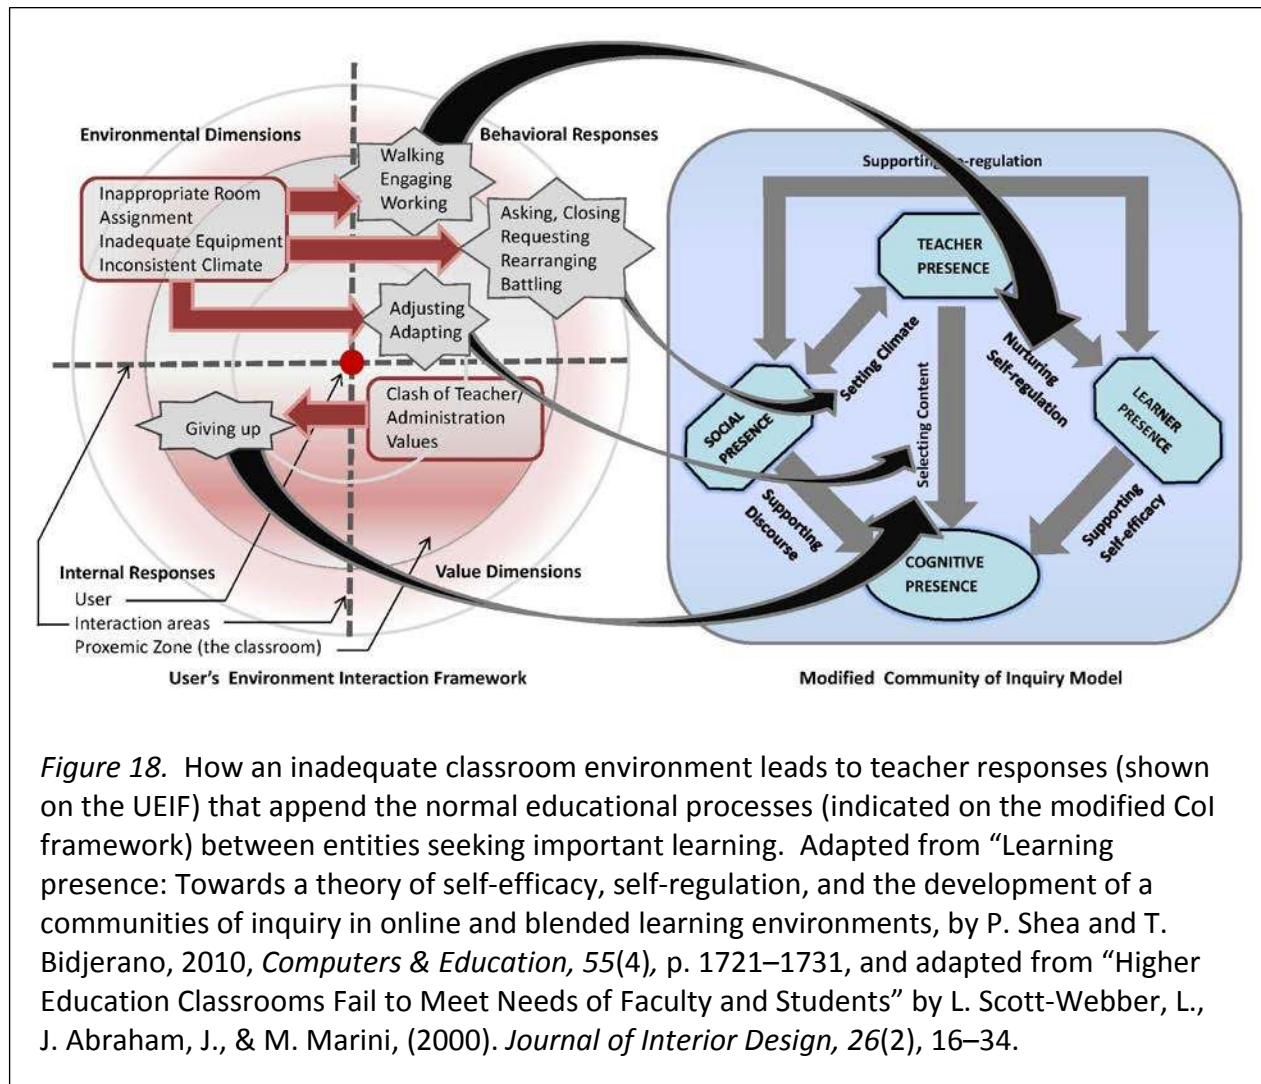 Environmental Dimensions
Behavioral Responses
Walking
Engaging
Working
Inappropriate Room
Assignment
Inadequate Equipment
Inconsistent Climate
Asking, Closing
Requesting
Rearranging
Battling
Adjusting
Adapting
Clash of Teacher/
Administration
Values
Giving up
Internal Responses
User
Interaction areas
Proxemic Zone (the classroom)
Value Dimensions
User's Environment Interaction Framework
Supporting
-regulation
TEACHER
PRESENCE
Setting Climate
Selecting Content
Nurturing
Self-regulation
SOCIAL
PRESENCE
LEARNER
PRESENCE
Supporting
Discourse
Supporting
Self-efficacy
COGNITIVE
PRESENCE
Modified Community of Inquiry Model
Figure 18. How an inadequate classroom environment leads to teacher responses (shown
on the UEIF) that append the normal educational processes (indicated on the modified CoI
framework) between entities seeking important learning. Adapted from “Learning
presence: Towards a theory of self-efficacy, self-regulation, and the development of a
communities of inquiry in online and blended learning environments, by P. Shea and T.
Bidjerano, 2010, Computers & Education, 55(4), p. 1721–1731, and adapted from “Higher
Education Classrooms Fail to Meet Needs of Faculty and Students” by L. Scott-Webber, L.,
J. Abraham, J., & M. Marini, (2000). Journal of Interior Design, 26(2), 16–34.